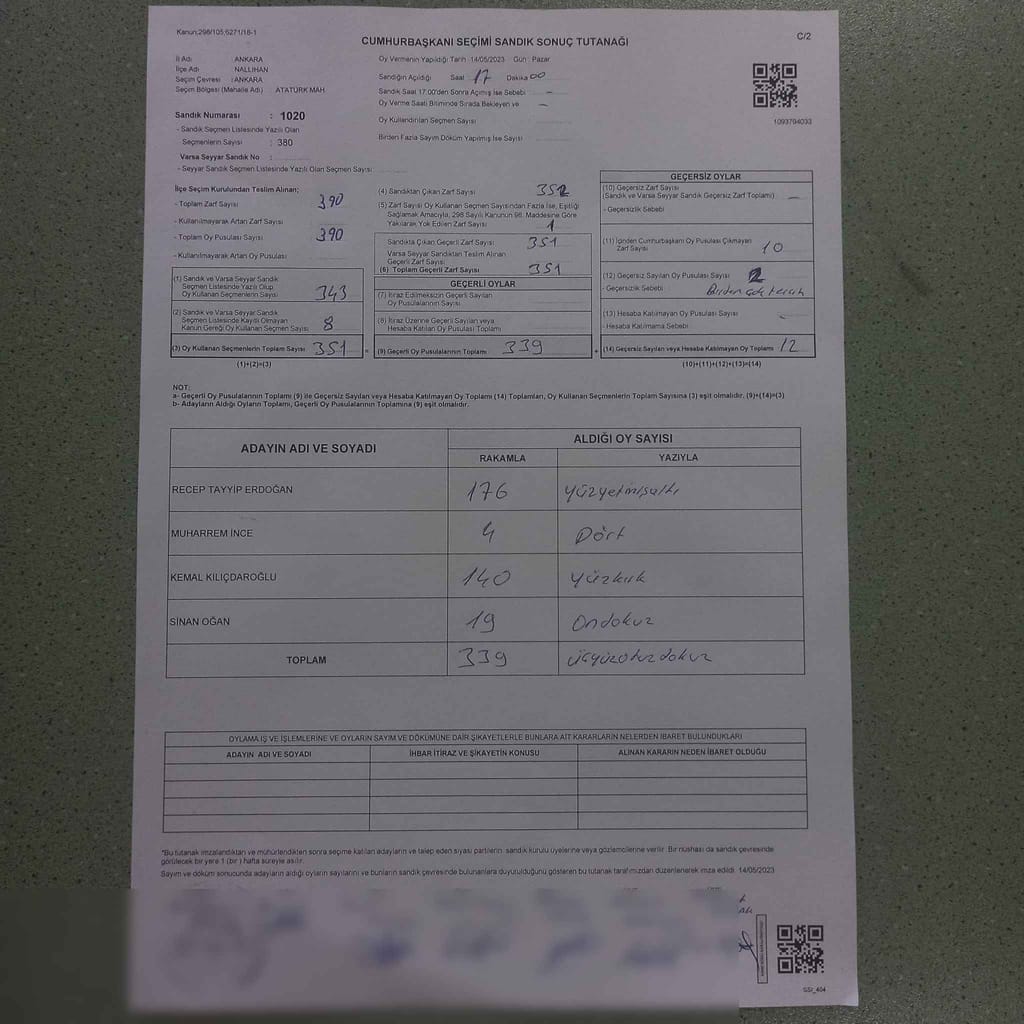 Kanun;298/105;6271/18-1
C/2
CUMHURBAŞKANI SEÇİMİ SANDIK SONUÇ TUTANAĞI
İl Adı : ANKARA
İlçe Adı : NALLIHAN
Seçim Çevresi : ANKARA
Seçim Bölgesi (Mahalle Adı) ATATÜRK MAH
Sandık Numarası : 1020
- Sandık Seçmen Listesinde Yazılı Olan
- Seçmenlerin Sayısı : 380
Varsa Seyyar Sandık No :
- Seyyar Sandık Seçmen Listesinde Yazılı Olan Seçmen Sayısı
Oy Vermenin Yapıldığı Tarih 14/05/2023 Gün : Pazar
Sandığın Açıldığı Saat 17 Dakika 00
Sandık Saat 17:00'den Sonra Açımış İse Sebebi -
Oy Verme Saati Bitiminde Sırada Bekleyen ve -
Oy Kullandırılan Seçmen Sayısı
Birden Fazla Sayım Döküm Yapılmış İse Sayısı
1093794033
İlçe Seçim Kurulundan Teslim Alınan;
- Toplam Zarf Sayısı 390
- Kullanılmayarak Artan Zarf Sayısı
- Toplam Oy Pusulası Sayısı 390
- Kullanılmayarak Artan Oy Pusulası
(1) Sandık ve Varsa Seyyar Sandık
Seçmen Listesinde Yazılı Olup
Oy Kullanan Seçmenlerin Sayısı 343
(2) Sandık ve Varsa Seyyar Sandık
Seçmen Listesinde Kayıtlı Olmayan
Kanun Gereği Oy Kullanan Seçmen Sayısı 8
(3) Oy Kullanan Seçmenlerin Toplam Sayısı 351 =
(1)+(2)=(3)
(4) Sandıktan Çıkan Zarf Sayısı 352
(5) Zarf Sayısı Oy Kullanan Seçmen Sayısından Fazla İse, Eşitliği
Sağlamak Amacıyla, 298 Sayılı Kanunun 98. Maddesine Göre
Yakılarak Yok Edilen Zarf Sayısı 1
Sandıkta Çıkan Geçerli Zarf Sayısı 351
Varsa Seyyar Sandıktan Teslim Alınan
Geçerli Zarf Sayısı
(6) Toplam Geçerli Zarf Sayısı 351
GEÇERLİ OYLAR
(7) İtiraz Edilmeksizin Geçerli Sayılan
Oy Pusulalarının Sayısı
(8) İtiraz Üzerine Geçerli Sayılan veya
Hesaba Katılan Oy Pusulası Toplamı
(9) Geçerli Oy Pusulalarının Toplamı 339 +
GEÇERSİZ OYLAR
(10) Geçersiz Zarf Sayısı
(Sandık ve Varsa Seyyar Sandık Geçersiz Zarf Toplamı) -
- Geçersizlik Sebebi
(11) İçinden Cumhurbaşkanı Oy Pusulası Çıkmayan
Zarf Sayısı 10
(12) Geçersiz Sayılan Oy Pusulası Sayısı 2
- Geçersizlik Sebebi Birden çok tercih
(13) Hesaba Katılmayan Oy Pusulası Sayısı -
- Hesaba Katılmama Sebebi
(14) Geçersiz Sayılan veya Hesaba Katılmayan Oy Toplamı 12
(10)+(11)+(12)+(13)=(14)
NOT:
a- Geçerli Oy Pusulalarının Toplamı (9) ile Geçersiz Sayılan veya Hesaba Katılmayan Oy Toplamı (14) Toplamları, Oy Kullanan Seçmenlerin Toplam Sayısına (3) eşit olmalıdır. (9)+(14)=(3)
b- Adayların Aldığı Oyların Toplamı, Geçerli Oy Pusulalarının Toplamına (9) eşit olmalıdır.
ADAYIN ADI VE SOYADI
ALDIĞI OY SAYISI
RAKAMLA YAZIYLA
RECEP TAYYİP ERDOĞAN 176 yüzyetmişaltı
MUHARREM İNCE 4 Dört
KEMAL KILIÇDAROĞLU 140 yüzkırk
SİNAN OĞAN 19 Ondokuz
TOPLAM 339 üçyüzotuzdokuz
OYLAMA İŞ VE İŞLEMLERİNE VE OYLARIN SAYIM VE DÖKÜMÜNE DAİR ŞİKAYETLERLE BUNLARA AİT KARARLARIN NELERDEN İBARET BULUNDUKLARI
ADAYIN ADI VE SOYADI İHBAR İTİRAZ VE ŞİKAYETİN KONUSU ALINAN KARARIN NEDEN İBARET OLDUĞU
*Bu tutanak imzalandıktan ve mühürlendikten sonra seçime katılan adayların ve talep eden siyasi partilerin sandık kurulu üyelerine veya gözlemcilerine verilir. Bir nüshası da sandık çevresinde
görülecek bir yere 1 (bir) hafta süreyle asılır.
Sayım ve döküm sonucunda adayların aldığı oyların sayılarını ve bunların sandık çevresinde bulunanlara duyurulduğunu gösteren bu tutanak tarafımızdan düzenlenerek imza edildi. 14/05/2023
SSI_404